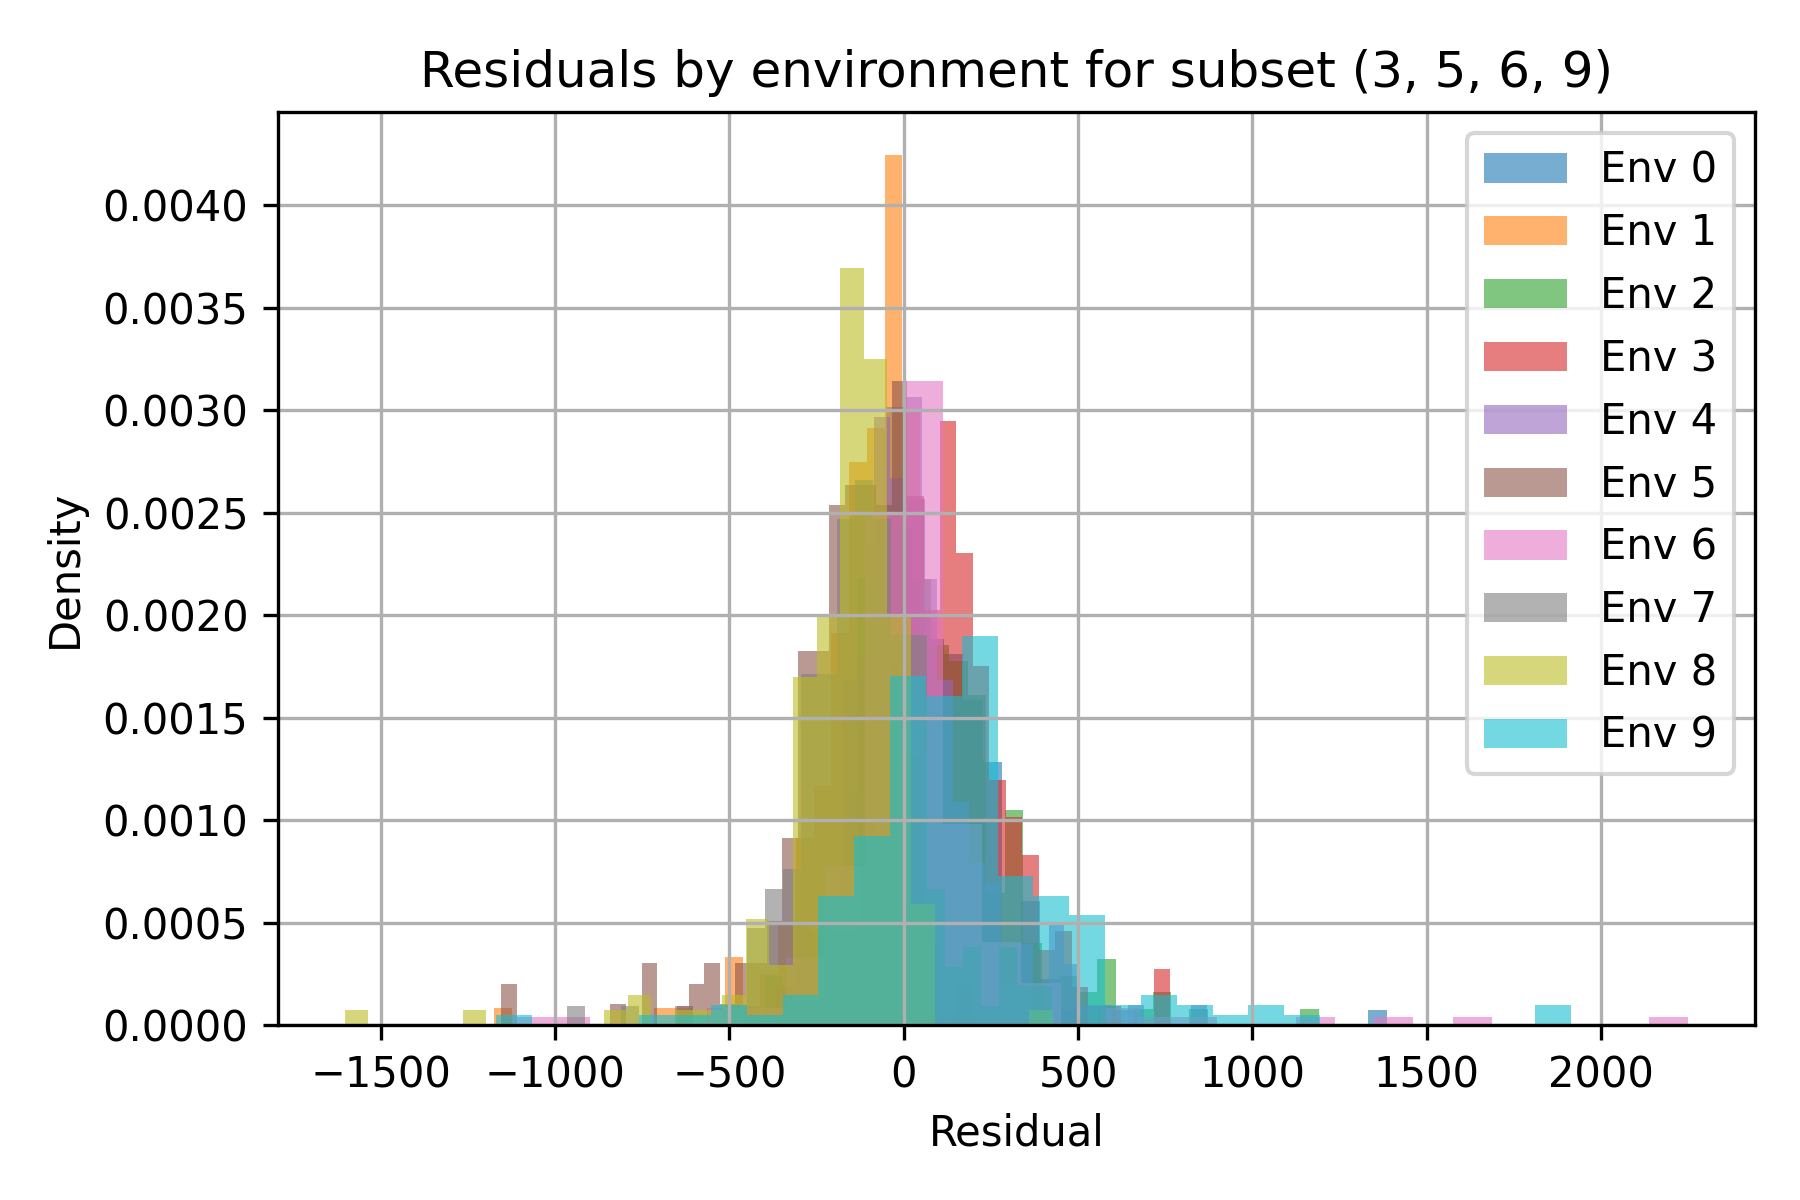 Residuals by environment for subset (3, 5, 6, 9)
Density
0.0040
0.0035
0.0030
0.0025
0.0020
0.0015
0.0010
0.0005
0.0000
Env 0
Env 1
Env 2
Env 3
Env 4
Env 5
Env 6
Env 7
Env 8
Env 9
−1500 −1000 −500 0 500 1000 1500 2000
Residual